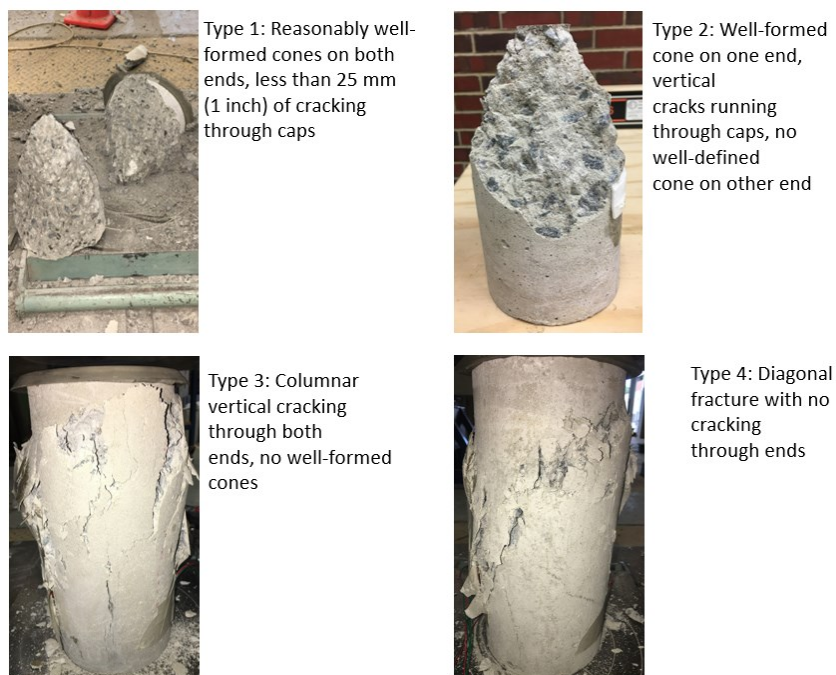 Type 1: Reasonably well-
formed cones on both
ends, less than 25 mm
(1 inch) of cracking
through caps
Type 2: Well-formed
cone on one end,
vertical
cracks running
through caps, no
well-defined
cone on other end
Type 3: Columnar
vertical cracking
through both
ends, no well-formed
cones
Type 4: Diagonal
fracture with no
cracking
through ends